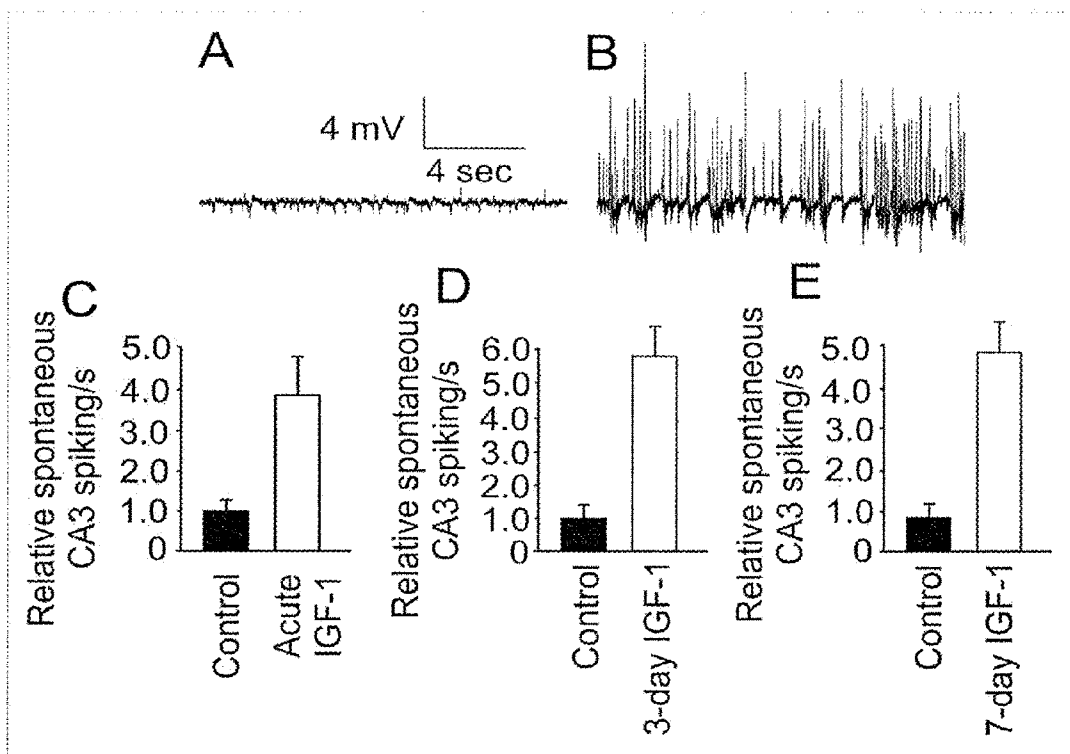 A
B
4 mV
4 sec
C
Relative spontaneous
CA3 spiking/s
5.0
4.0
3.0
2.0
1.0
0
Control
Acute
IGF-1
D
Relative spontaneous
CA3 spiking/s
6.0
5.0
4.0
3.0
2.0
1.0
0
Control
3-day IGF-1
E
Relative spontaneous
CA3 spiking/s
5.0
4.0
3.0
2.0
1.0
0
Control
7-day IGF-1